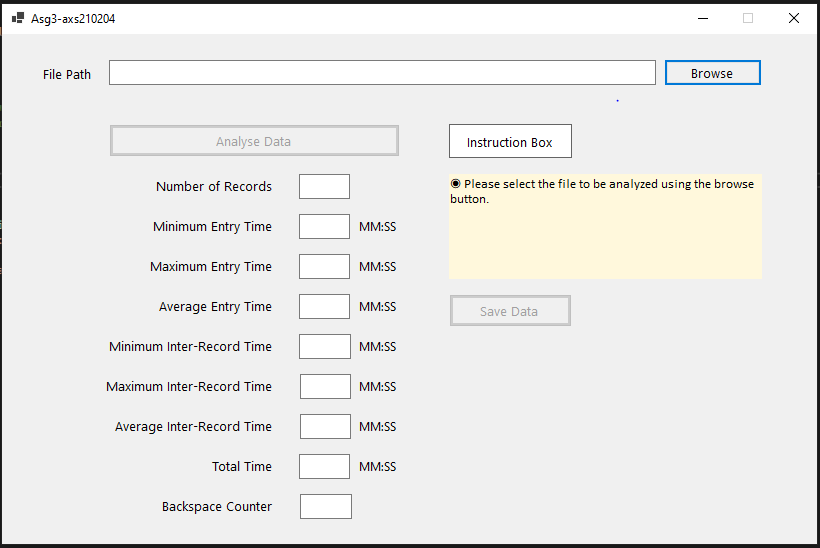 Asg3-axs210204
File Path
Browse
Analyse Data
Instruction Box
Number of Records
◉ Please select the file to be analyzed using the browse
button.
Minimum Entry Time MM:SS
Maximum Entry Time MM:SS
Average Entry Time MM:SS
Save Data
Minimum Inter-Record Time MM:SS
Maximum Inter-Record Time MM:SS
Average Inter-Record Time MM:SS
Total Time MM:SS
Backspace Counter